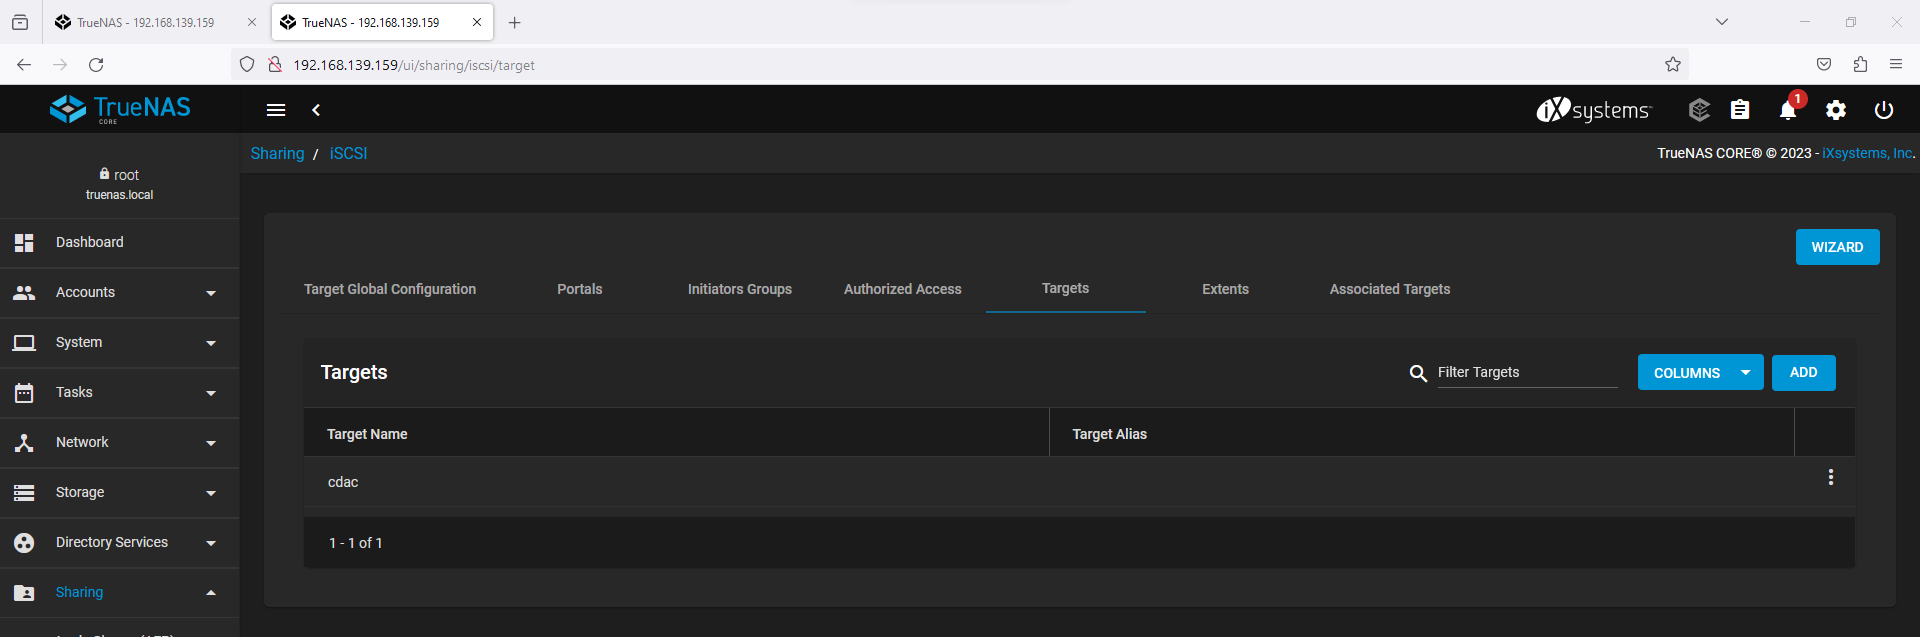 TrueNAS - 192.168.139.159
TrueNAS - 192.168.139.159
192.168.139.159/ui/sharing/iscsi/target
TrueNAS
CORE
iXsystems
1
Sharing / iSCSI
TrueNAS CORE® © 2023 - iXsystems, Inc.
root
truenas.local
Dashboard
Accounts
System
Tasks
Network
Storage
Directory Services
Sharing
WIZARD
Target Global Configuration Portals Initiators Groups Authorized Access Targets Extents Associated Targets
Targets
Filter Targets
COLUMNS
ADD
Target Name Target Alias
cdac
1 - 1 of 1